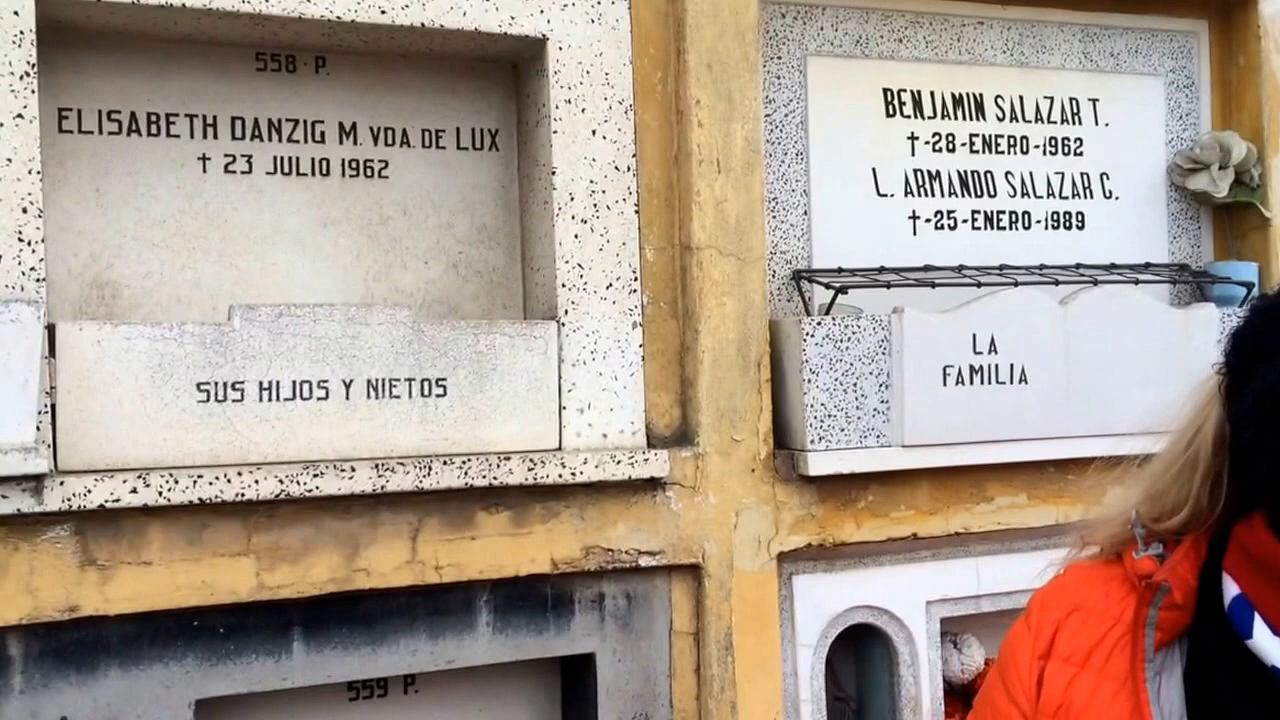 558 P.
ELISABETH DANZIG M. VDA. DE LUX
† 23 JULIO 1962
SUS HIJOS Y NIETOS
BENJAMIN SALAZAR T.
†-28-ENERO-1962
L. ARMANDO SALAZAR C.
†-25-ENERO-1989
LA
FAMILIA
559 P.